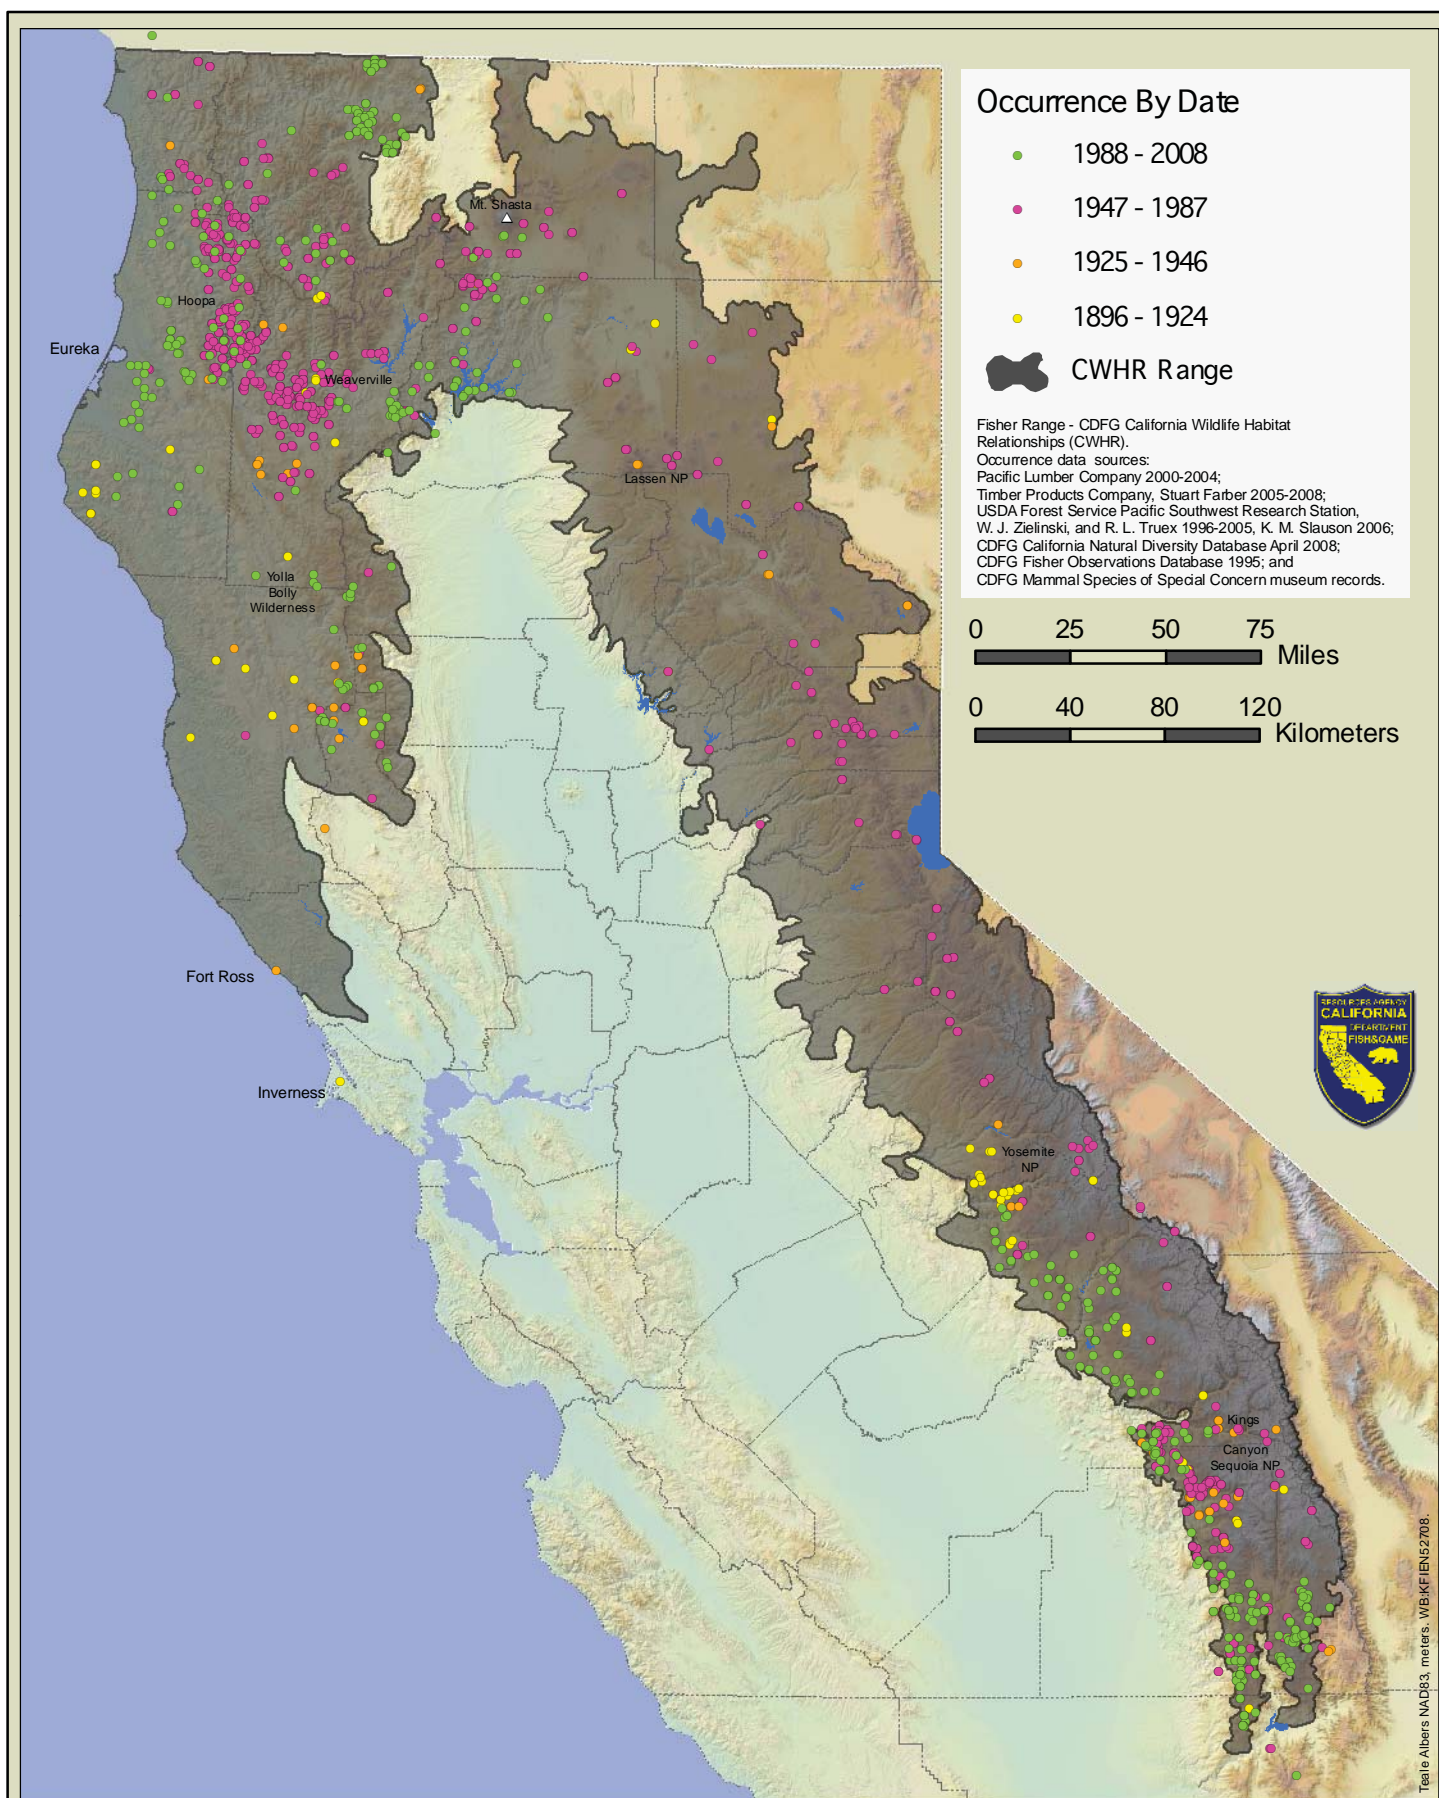 Occurrence By Date
1988 - 2008
1947 - 1987
1925 - 1946
1896 - 1924
CWHR Range
Fisher Range - CDFG California Wildlife Habitat
Relationships (CWHR).
Occurrence data sources:
Pacific Lumber Company 2000-2004;
Timber Products Company, Stuart Farber 2005-2008;
USDA Forest Service Pacific Southwest Research Station,
W. J. Zielinski, and R. L. Truex 1996-2005, K. M. Slauson 2006;
CDFG California Natural Diversity Database April 2008;
CDFG Fisher Observations Database 1995; and
CDFG Mammal Species of Special Concern museum records.
0 25 50 75
Miles
0 40 80 120
Kilometers
Mt. Shasta
Hoopa
Eureka
Weaverville
Lassen NP
Yolla
Bolly
Wilderness
Fort Ross
Inverness
Yosemite
NP
Kings
Canyon
Sequoia NP
RESOURCES AGENCY
CALIFORNIA
DEPARTMENT
FISH&GAME
Teale Albers NAD83, meters. WB:KFIEN52708.